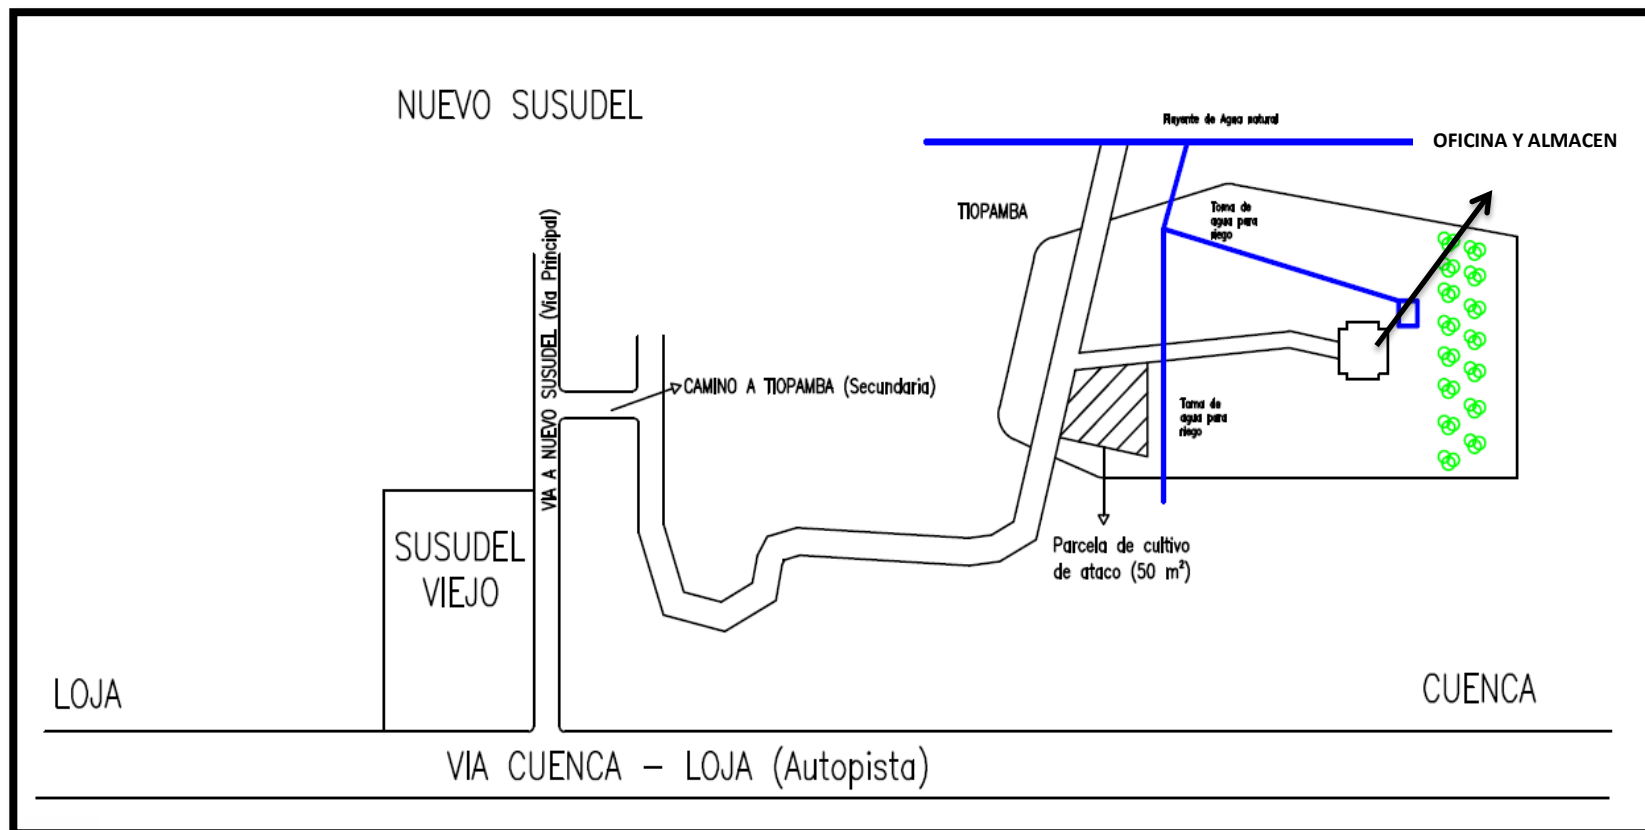 NUEVO SUSUDEL
Fluyente de Agua natural
OFICINA Y ALMACEN
TIOPAMBA
Toma de
agua para
riego
VIA A NUEVO SUSUDEL (Via Principal)
CAMINO A TIOPAMBA (Secundaria)
Toma de
agua para
riego
SUSUDEL
VIEJO
Parcela de cultivo
de ataco (50 m²)
LOJA
CUENCA
VIA CUENCA – LOJA (Autopista)